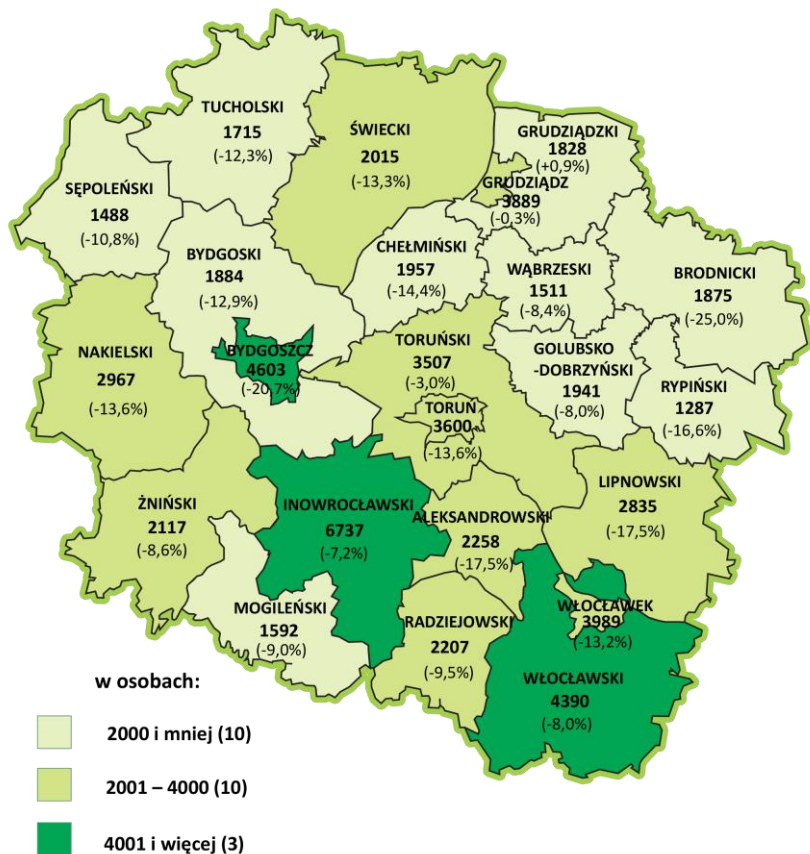 TUCHOLSKI
1715
(-12,3%)
ŚWIECKI
2015
(-13,3%)
GRUDZIĄDZKI
1828
(+0,9%)
GRUDZIĄDZ
3889
(-0,3%)
SĘPOLEŃSKI
1488
(-10,8%)
BYDGOSKI
1884
(-12,9%)
CHEŁMIŃSKI
1957
(-14,4%)
WĄBRZESKI
1511
(-8,4%)
BRODNICKI
1875
(-25,0%)
NAKIELSKI
2967
(-13,6%)
BYDGOSZCZ
4603
(-20,7%)
TORUŃSKI
3507
(-3,0%)
TORUŃ
3600
(-13,6%)
GOLUBSKO
-DOBRZYŃSKI
1941
(-8,0%)
RYPIŃSKI
1287
(-16,6%)
ŻNIŃSKI
2117
(-8,6%)
INOWROCŁAWSKI
6737
(-7,2%)
ALEKSANDROWSKI
2258
(-17,5%)
LIPNOWSKI
2835
(-17,5%)
MOGILEŃSKI
1592
(-9,0%)
RADZIEJOWSKI
2207
(-9,5%)
WŁOCŁAWEK
3989
(-13,2%)
WŁOCŁAWSKI
4390
(-8,0%)
w osobach:
2000 i mniej (10)
2001 – 4000 (10)
4001 i więcej (3)